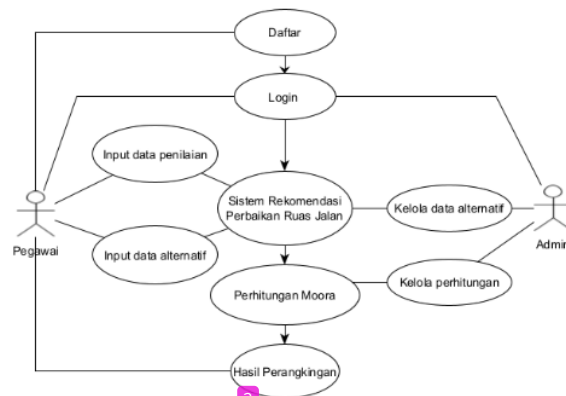 Daftar
Login
Input data penilaian
Sistem Rekomendasi
Perbaikan Ruas Jalan
Kelola data alternatif
Pegawai
Input data alternatif
Admin
Perhitungan Moora
Kelola perhitungan
Hasil Perangkingan